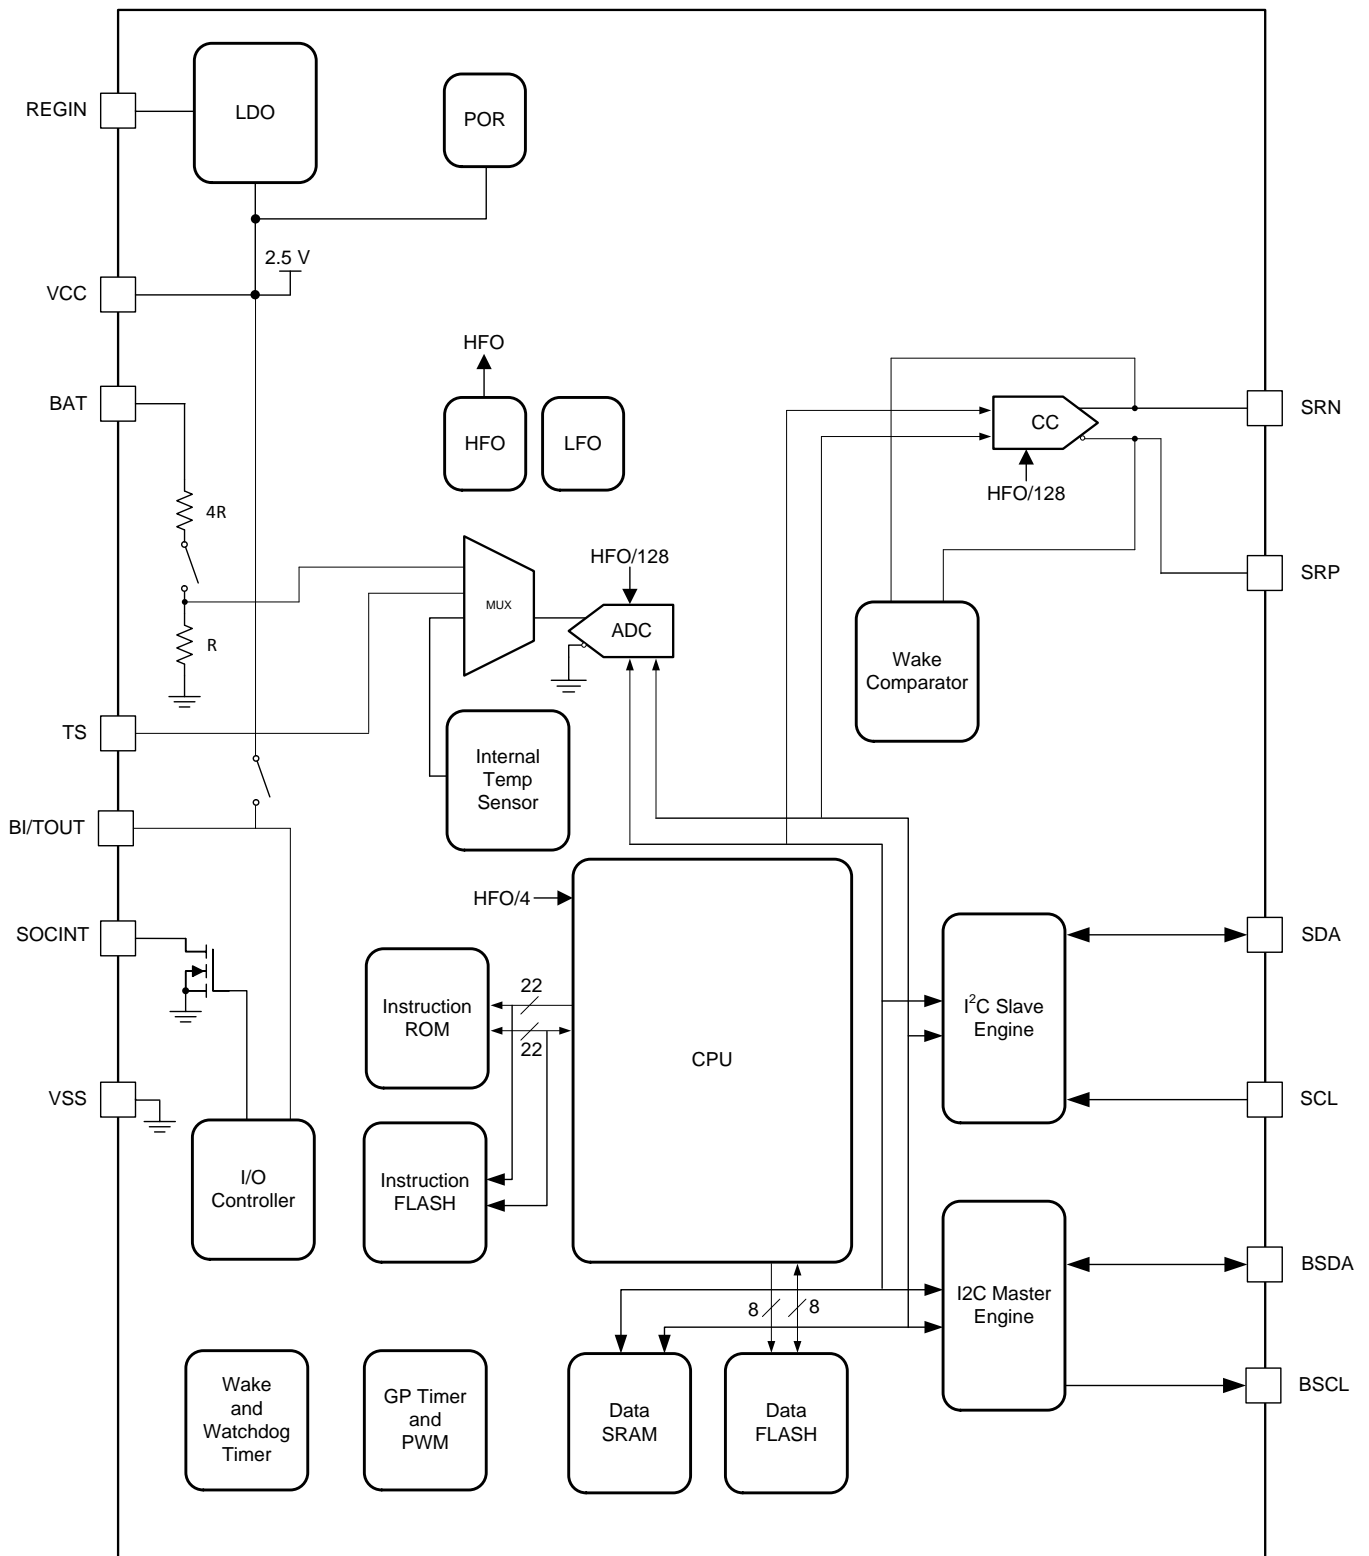 REGIN
LDO
POR
2.5 V
VCC
HFO
BAT
HFO
LFO
CC
SRN
HFO/128
4R
HFO/128
SRP
MUX
ADC
R
Wake
Comparator
TS
Internal
Temp
Sensor
BI/TOUT
HFO/4
SOCINT
SDA
22
Instruction
ROM
I²C Slave
Engine
22
CPU
VSS
SCL
I/O
Controller
Instruction
FLASH
BSDA
I2C Master
Engine
8
8
BSCL
Wake
and
Watchdog
Timer
GP Timer
and
PWM
Data
SRAM
Data
FLASH